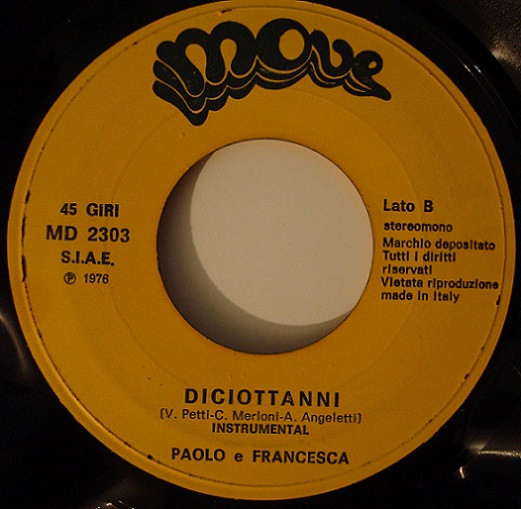 move
45 GIRI
MD 2303
S.I.A.E.
℗ 1976
Lato B
stereomono
Marchio depositato
Tutti i diritti
riservati
Vietata riproduzione
made in Italy
DICIOTTANNI
(V. Petti-C. Merloni-A. Angeletti)
INSTRUMENTAL
PAOLO e FRANCESCA